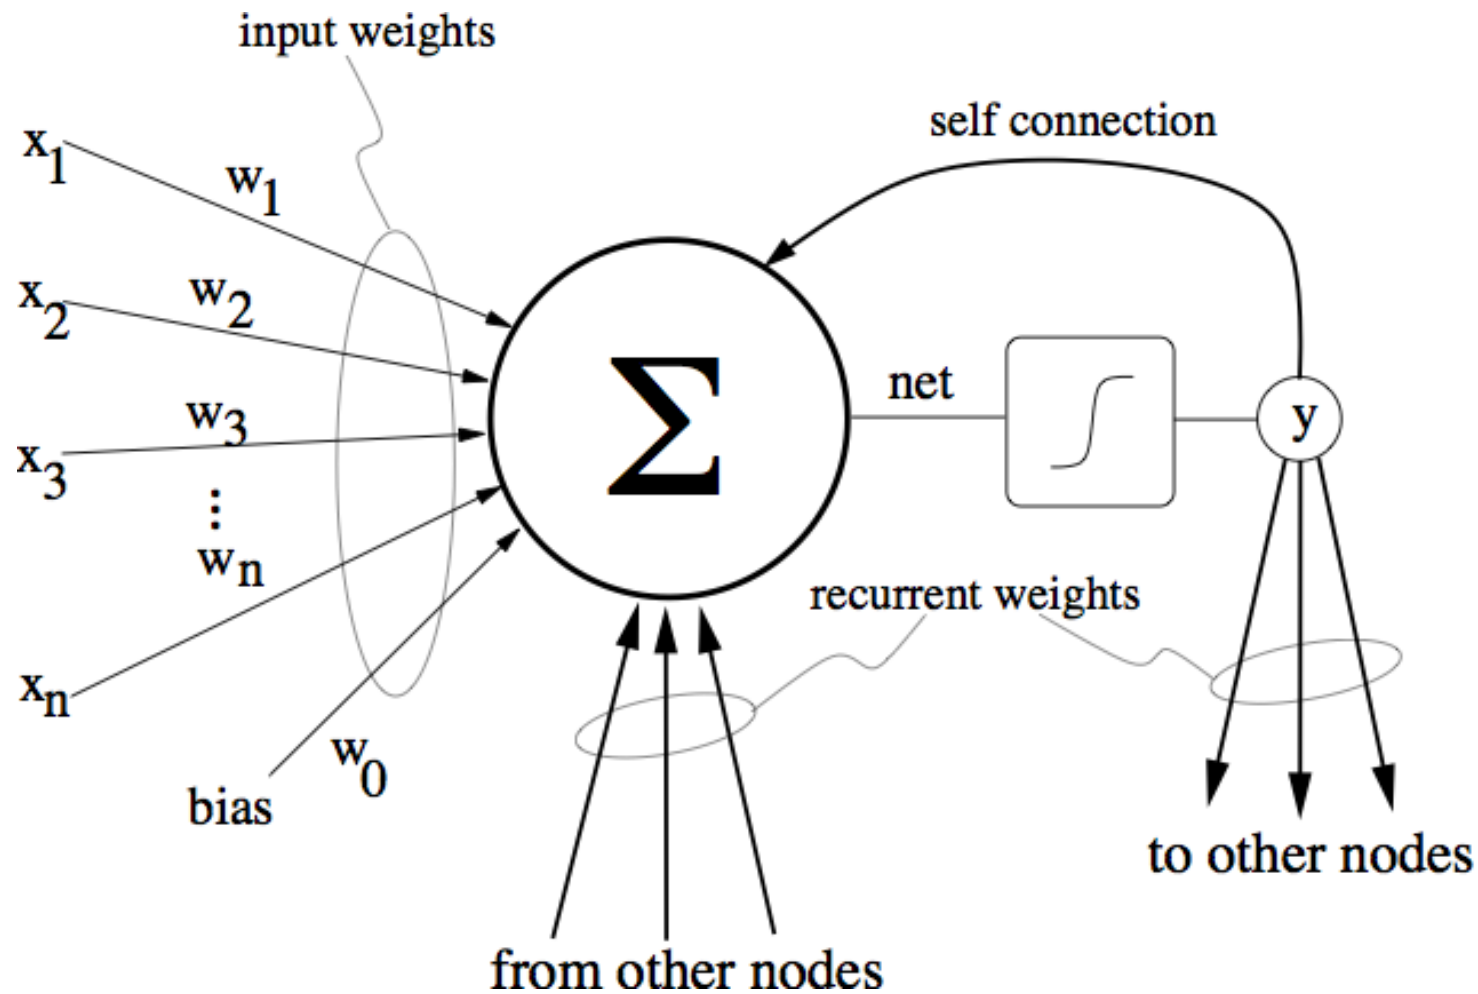 input weights
self connection
x1
w1
x2
w2
x3
w3
⋮
wn
xn
w0
bias
Σ
net
y
recurrent weights
to other nodes
from other nodes